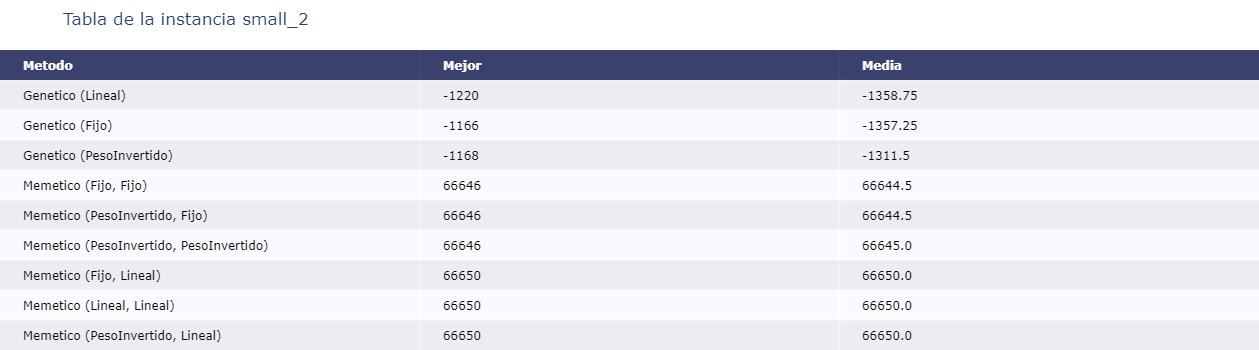 Tabla de la instancia small_2
Metodo Mejor Media
Genetico (Lineal) -1220 -1358.75
Genetico (Fijo) -1166 -1357.25
Genetico (PesoInvertido) -1168 -1311.5
Memetico (Fijo, Fijo) 66646 66644.5
Memetico (PesoInvertido, Fijo) 66646 66644.5
Memetico (PesoInvertido, PesoInvertido) 66646 66645.0
Memetico (Fijo, Lineal) 66650 66650.0
Memetico (Lineal, Lineal) 66650 66650.0
Memetico (PesoInvertido, Lineal) 66650 66650.0